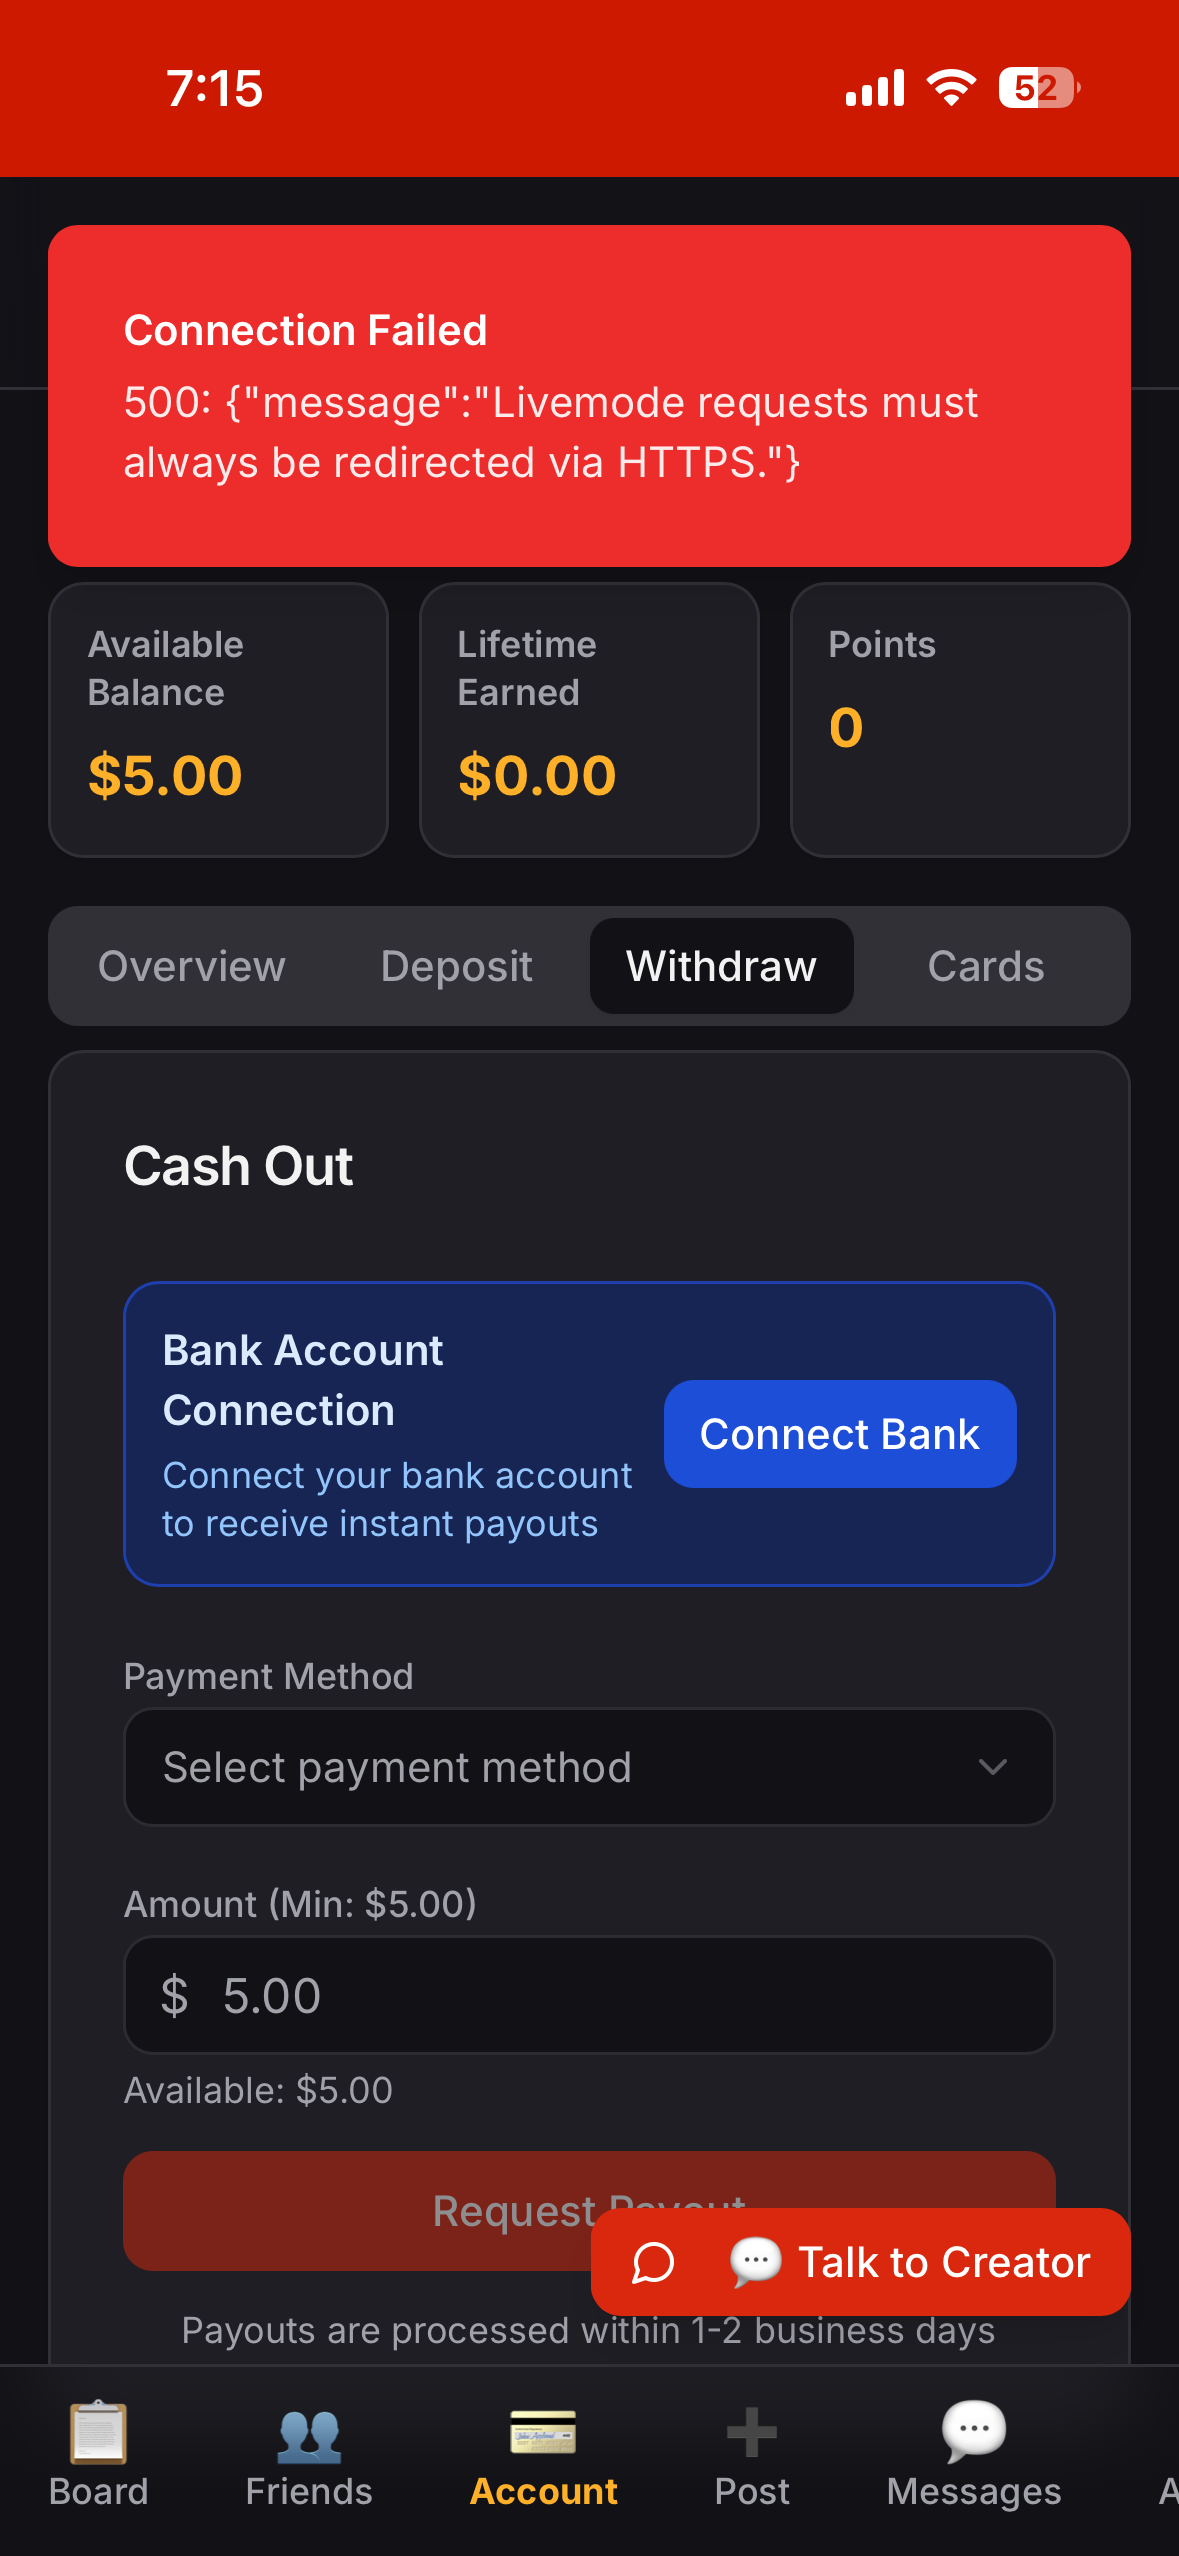 7:15
52
Connection Failed
500: {"message":"Livemode requests must
always be redirected via HTTPS."}
Available
Balance
$5.00
Lifetime
Earned
$0.00
Points
0
Overview
Deposit
Withdraw
Cards
Cash Out
Bank Account
Connection
Connect your bank account
to receive instant payouts
Connect Bank
Payment Method
Select payment method
Amount (Min: $5.00)
$ 5.00
Available: $5.00
Request Payout
Talk to Creator
Payouts are processed within 1-2 business days
Board
Friends
Account
Post
Messages
A